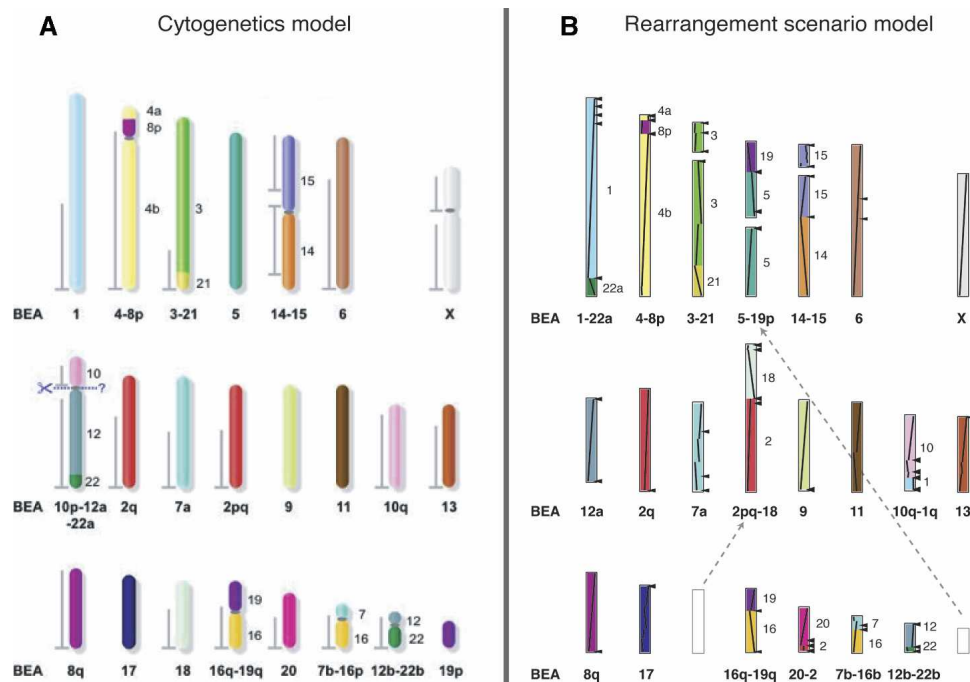 A Cytogenetics model
4a
8p
4b
3
21
15
14
BEA 1 4-8p 3-21 5 14-15 6 X
10
?
12
22
BEA 10p-12a 2q 7a 2pq 9 11 10q 13
-22a
7
19
16
16
12
22
BEA 8q 17 18 16q-19q 20 7b-16p 12b-22b 19p
B Rearrangement scenario model
4a
8p
1
4b
22a
3
3
21
19
5
5
15
15
14
BEA 1-22a 4-8p 3-21 5-19p 14-15 6 X
18
2
10
1
BEA 12a 2q 7a 2pq-18 9 11 10q-1q 13
19
16
20
2
7
16
12
22
BEA 8q 17 16q-19q 20-2 7b-16b 12b-22b